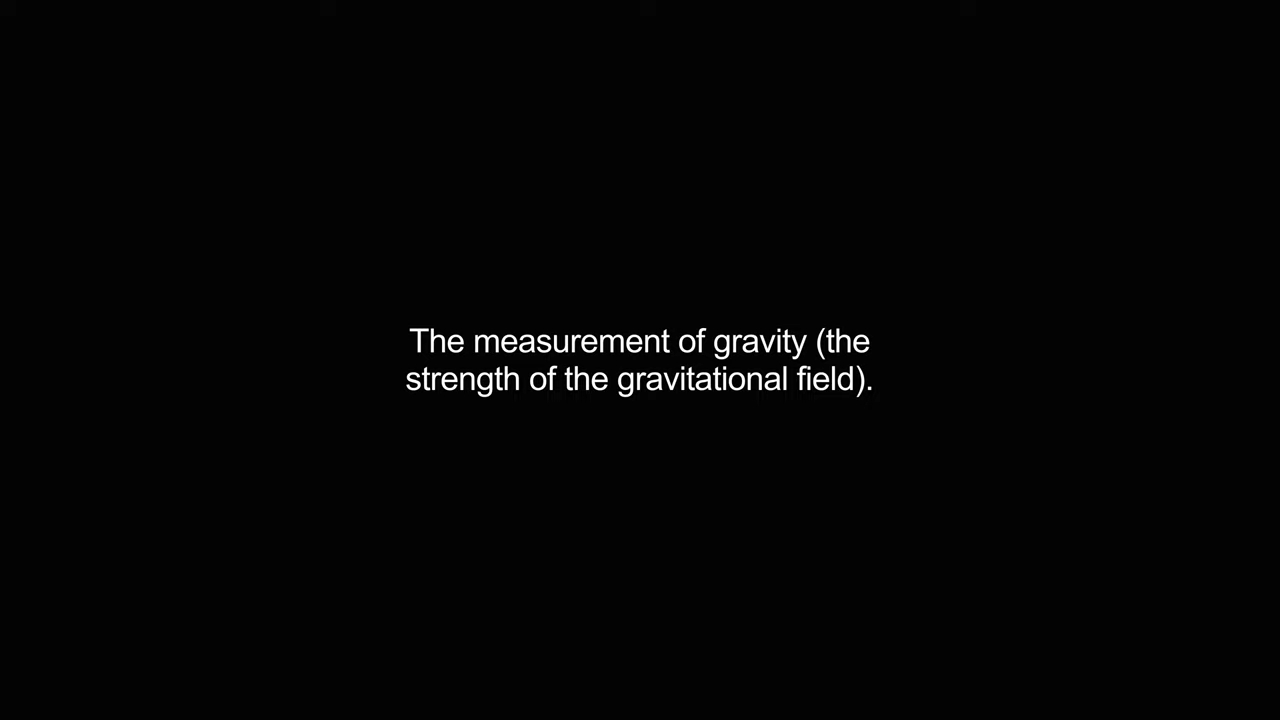 The measurement of gravity (the
strength of the gravitational field).